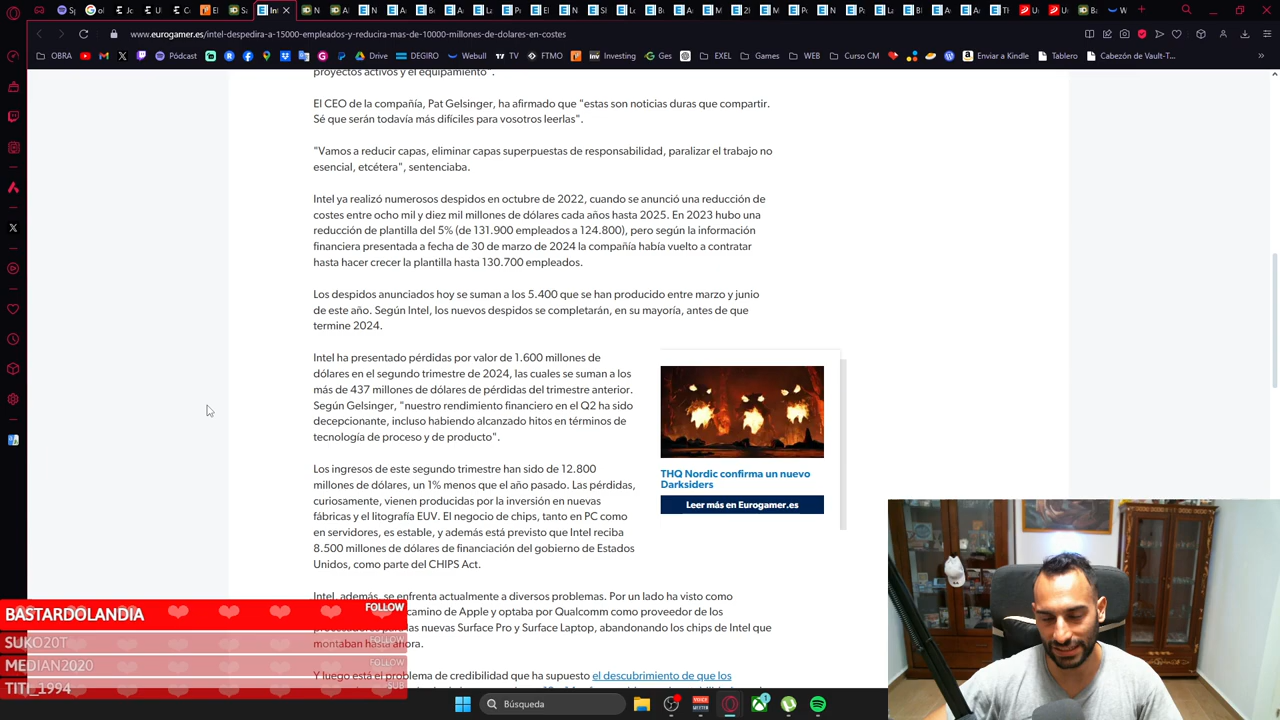 www.eurogamer.es/intel-despedira-a-15000-empleados-y-reducira-mas-de-10000-millones-de-dolares-en-costes
OBRA
Pódcast
Drive
DEGIRO
Webull
TV
FTMO
Investing
Ges
EXEL
Games
WEB
Curso CM
Enviar a Kindle
Tablero
Cabezón de Vault-T...
proyectos activos y el equipamiento".
El CEO de la compañía, Pat Gelsinger, ha afirmado que "estas son noticias duras que compartir.
Sé que serán todavía más difíciles para vosotros leerlas".
"Vamos a reducir capas, eliminar capas superpuestas de responsabilidad, paralizar el trabajo no
esencial, etcétera", sentenciaba.
Intel ya realizó numerosos despidos en octubre de 2022, cuando se anunció una reducción de
costes entre ocho mil y diez mil millones de dólares cada años hasta 2025. En 2023 hubo una
reducción de plantilla del 5% (de 131.900 empleados a 124.800), pero según la información
financiera presentada a fecha de 30 de marzo de 2024 la compañía había vuelto a contratar
hasta hacer crecer la plantilla hasta 130.700 empleados.
Los despidos anunciados hoy se suman a los 5.400 que se han producido entre marzo y junio
de este año. Según Intel, los nuevos despidos se completarán, en su mayoría, antes de que
termine 2024.
Intel ha presentado pérdidas por valor de 1.600 millones de
dólares en el segundo trimestre de 2024, las cuales se suman a los
más de 437 millones de dólares de pérdidas del trimestre anterior.
Según Gelsinger, "nuestro rendimiento financiero en el Q2 ha sido
decepcionante, incluso habiendo alcanzado hitos en términos de
tecnología de proceso y de producto".
THQ Nordic confirma un nuevo
Darksiders
Leer más en Eurogamer.es
Los ingresos de este segundo trimestre han sido de 12.800
millones de dólares, un 1% menos que el año pasado. Las pérdidas,
curiosamente, vienen producidas por la inversión en nuevas
fábricas y el litografía EUV. El negocio de chips, tanto en PC como
en servidores, es estable, y además está previsto que Intel reciba
8.500 millones de dólares de financiación del gobierno de Estados
Unidos, como parte del CHIPS Act.
Intel, además, se enfrenta actualmente a diversos problemas. Por un lado ha visto como
camino de Apple y optaba por Qualcomm como proveedor de los
las nuevas Surface Pro y Surface Laptop, abandonando los chips de Intel que
montaban hasta ahora.
Y luego está el problema de credibilidad que ha supuesto el descubrimiento de que los
BASTARDOLANDIA FOLLOW
SUKO20T FOLLOW
MEDIAN2020 FOLLOW
TITI_1994 SUB
Búsqueda